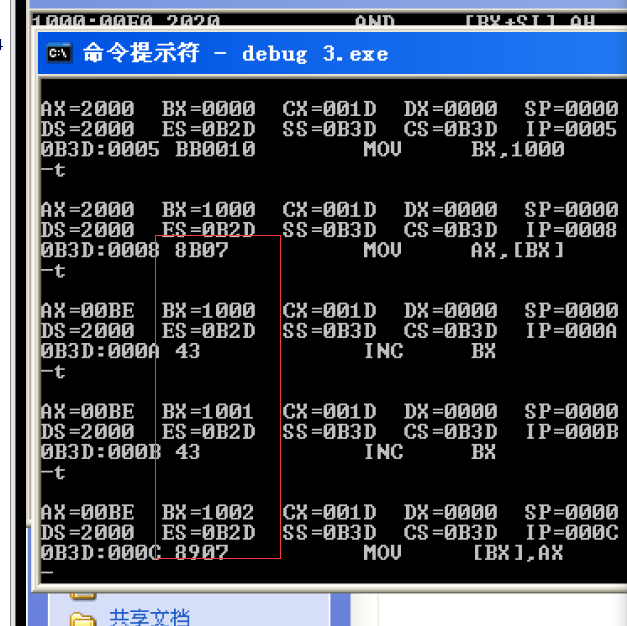 1000:00E0 2020 AND [BX+SI],AH
命令提示符 - debug 3.exe
AX=2000 BX=0000 CX=001D DX=0000 SP=0000
DS=2000 ES=0B2D SS=0B3D CS=0B3D IP=0005
0B3D:0005 BB0010 MOV BX,1000
-t
AX=2000 BX=1000 CX=001D DX=0000 SP=0000
DS=2000 ES=0B2D SS=0B3D CS=0B3D IP=0008
0B3D:0008 8B07 MOV AX,[BX]
-t
AX=00BE BX=1000 CX=001D DX=0000 SP=0000
DS=2000 ES=0B2D SS=0B3D CS=0B3D IP=000A
0B3D:000A 43 INC BX
-t
AX=00BE BX=1001 CX=001D DX=0000 SP=0000
DS=2000 ES=0B2D SS=0B3D CS=0B3D IP=000B
0B3D:000B 43 INC BX
-t
AX=00BE BX=1002 CX=001D DX=0000 SP=0000
DS=2000 ES=0B2D SS=0B3D CS=0B3D IP=000C
0B3D:000C 8907 MOV [BX],AX
-
共享文档